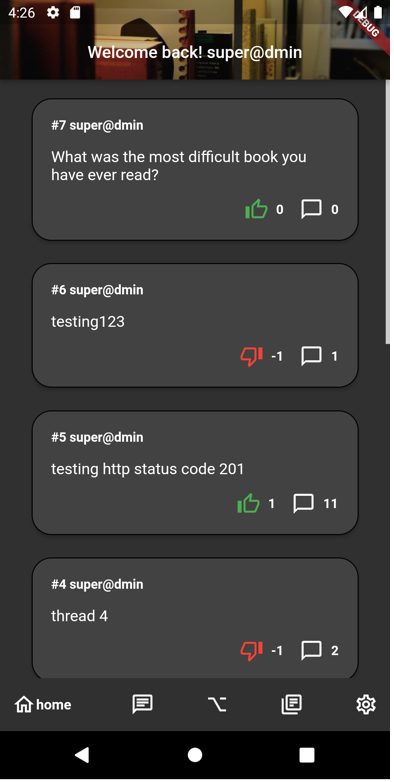 4:26
DEBUG
Welcome back! super@dmin
#7 super@dmin
What was the most difficult book you
have ever read?
0 0
#6 super@dmin
testing123
-1 1
#5 super@dmin
testing http status code 201
1 11
#4 super@dmin
thread 4
-1 2
home